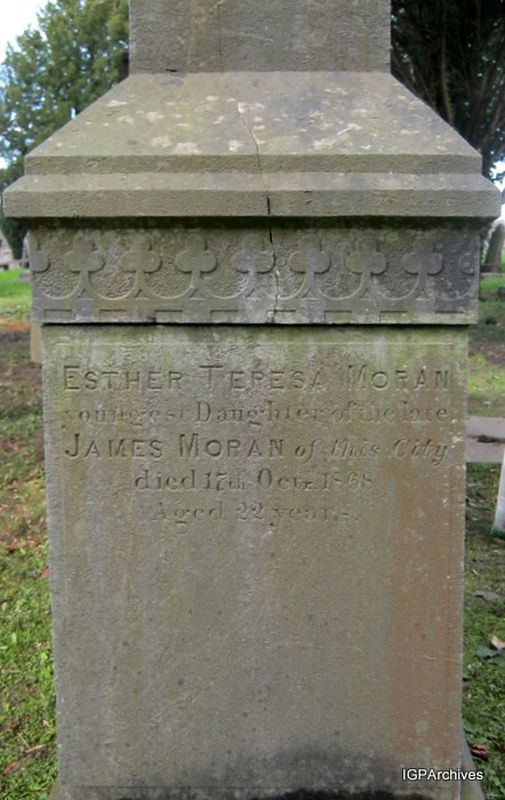 ESTHER TERESA MORAN
youngest Daughter of the late
JAMES MORAN of this City
died 17th Octr. 1868
Aged 22 years.
IGPArchives